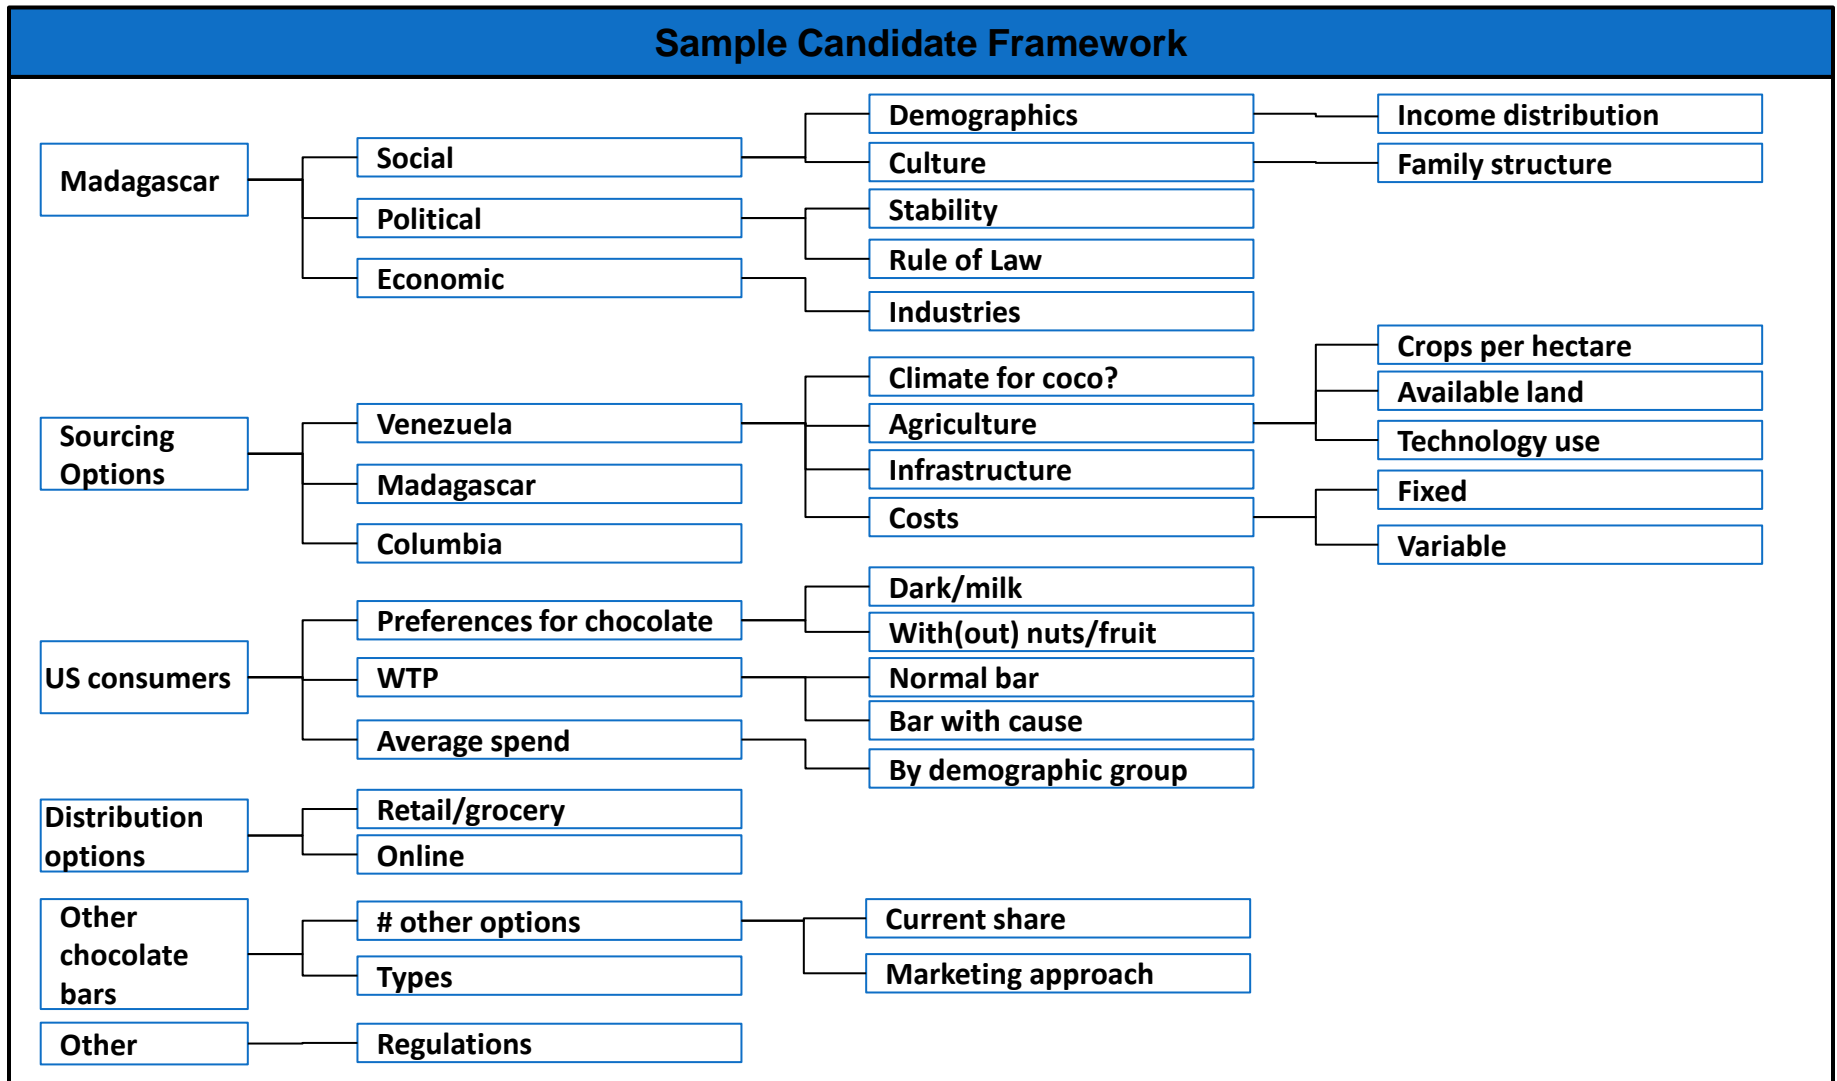 Sample Candidate Framework
Madagascar
Social
Demographics
Income distribution
Culture
Family structure
Political
Stability
Rule of Law
Economic
Industries
Sourcing
Options
Venezuela
Climate for coco?
Agriculture
Crops per hectare
Available land
Technology use
Infrastructure
Costs
Fixed
Variable
Madagascar
Columbia
US consumers
Preferences for chocolate
Dark/milk
With(out) nuts/fruit
WTP
Normal bar
Bar with cause
Average spend
By demographic group
Distribution
options
Retail/grocery
Online
Other
chocolate
bars
# other options
Current share
Marketing approach
Types
Other
Regulations